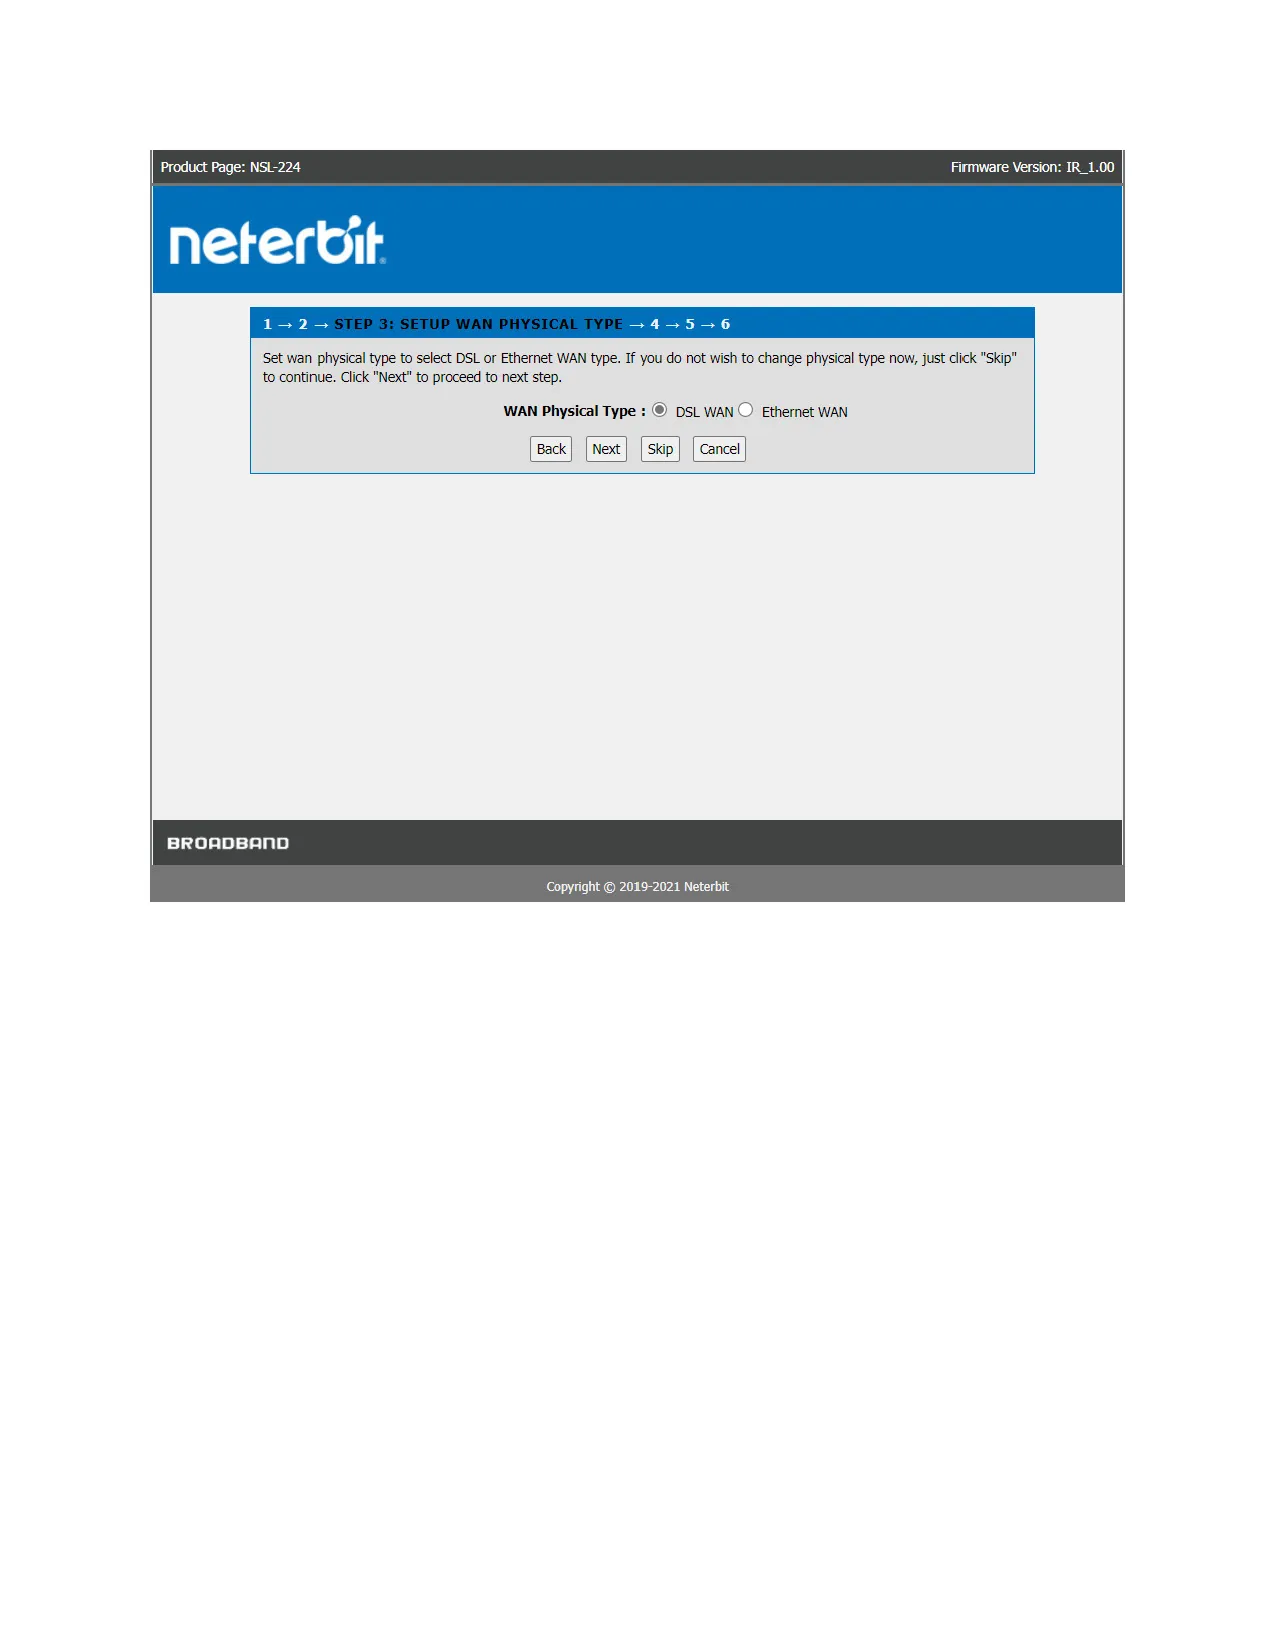 Product Page: NSL-224 Firmware Version: IR_1.00
neterbit®
1 → 2 → STEP 3: SETUP WAN PHYSICAL TYPE → 4 → 5 → 6
Set wan physical type to select DSL or Ethernet WAN type. If you do not wish to change physical type now, just click "Skip"
to continue. Click "Next" to proceed to next step.
WAN Physical Type : DSL WAN Ethernet WAN
Back Next Skip Cancel
BROADBAND
Copyright © 2019-2021 Neterbit